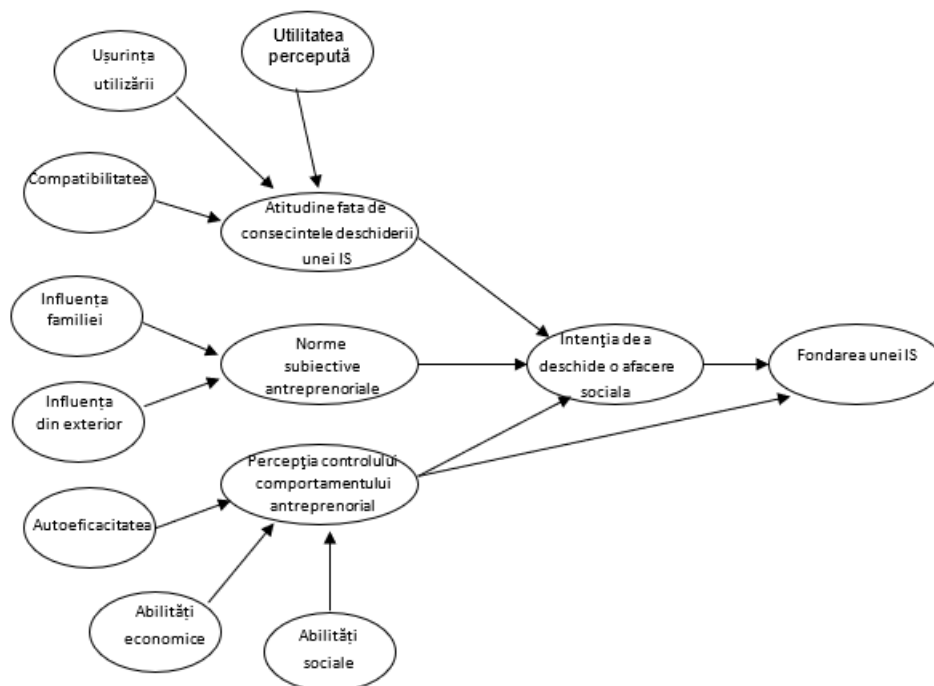 Utilitatea
percepută
Ușurința
utilizării
Compatibilitatea
Atitudine fata de
consecintele deschiderii
unei IS
Influența
familiei
Norme
subiective
antreprenoriale
Intenţia de a
deschide o afacere
sociala
Fondarea unei IS
Influența
din exterior
Percepţia controlului
comportamentului
antreprenorial
Autoeficacitatea
Abilități
economice
Abilități
sociale